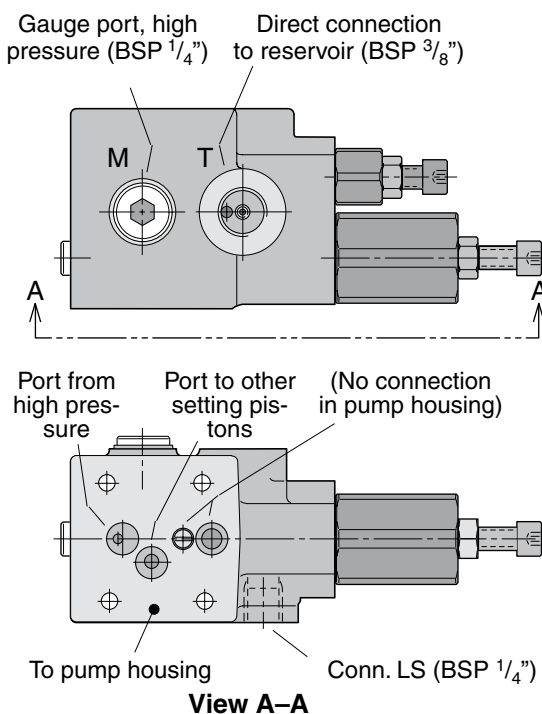 Gauge port, high
pressure (BSP 1/4”)
Direct connection
to reservoir (BSP 3/8”)
M
T
A
A
Port from
high pres-
sure
Port to other
setting pis-
tons
(No connection
in pump housing)
To pump housing
Conn. LS (BSP 1/4”)
View A–A